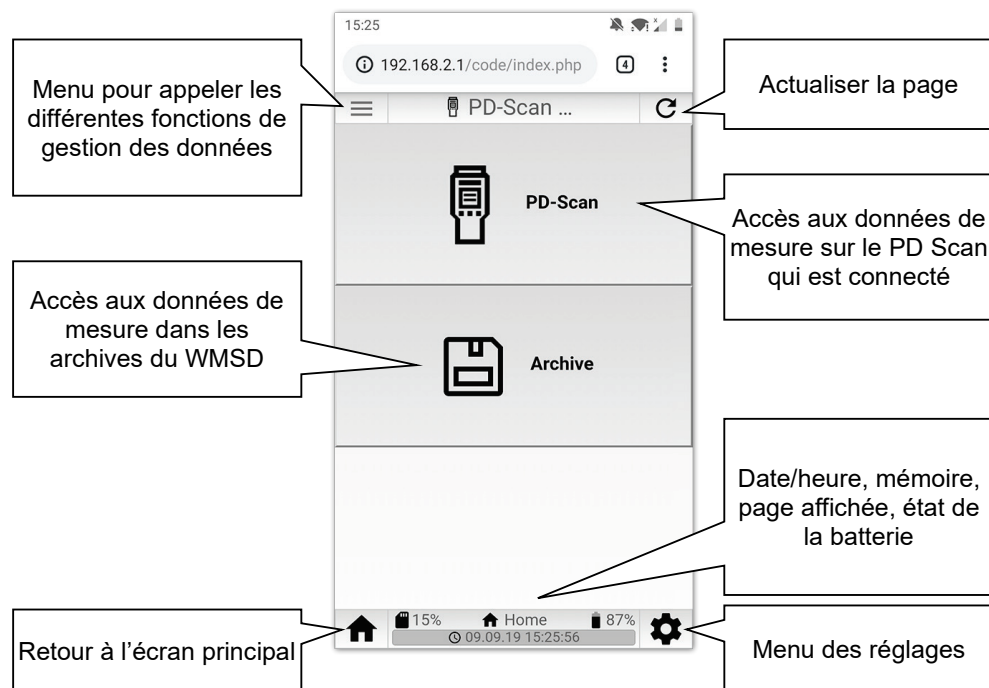 15:25
192.168.2.1/code/index.php
4
PD-Scan ...
Menu pour appeler les
différentes fonctions de
gestion des données
Actualiser la page
PD-Scan
Accès aux données de
mesure sur le PD Scan
qui est connecté
Accès aux données de
mesure dans les
archives du WMSD
Archive
Date/heure, mémoire,
page affichée, état de
la batterie
15%
Home
87%
09.09.19 15:25:56
Retour à l’écran principal
Menu des réglages